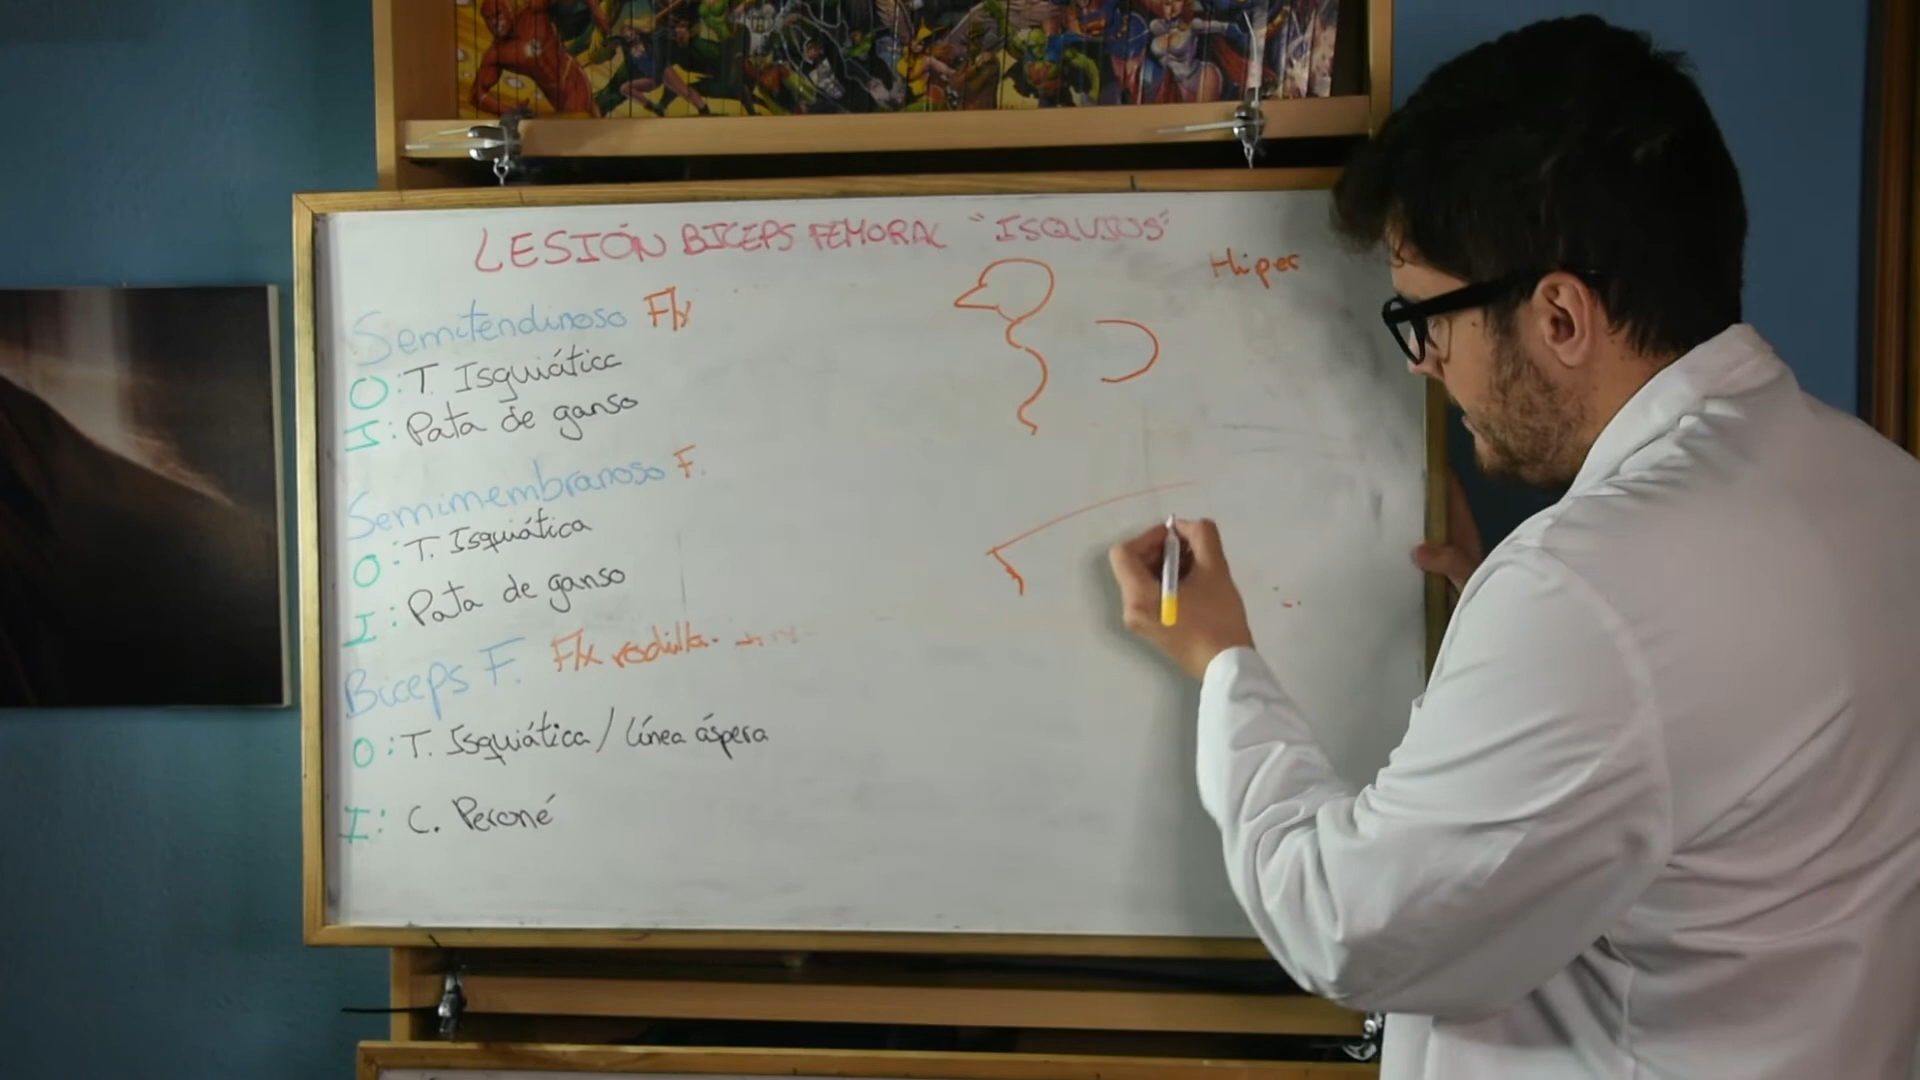 LESIÓN BICEPS FEMORAL "ISQUIOS"
Hiper
Semitendinoso Flx
O: T. Isquiática
I: Pata de ganso
Semimembranoso F.
O: T. Isquiática
I: Pata de ganso
Biceps F. Flx rodilla.
O: T. Isquiática / Línea áspera
I: C. Peroné